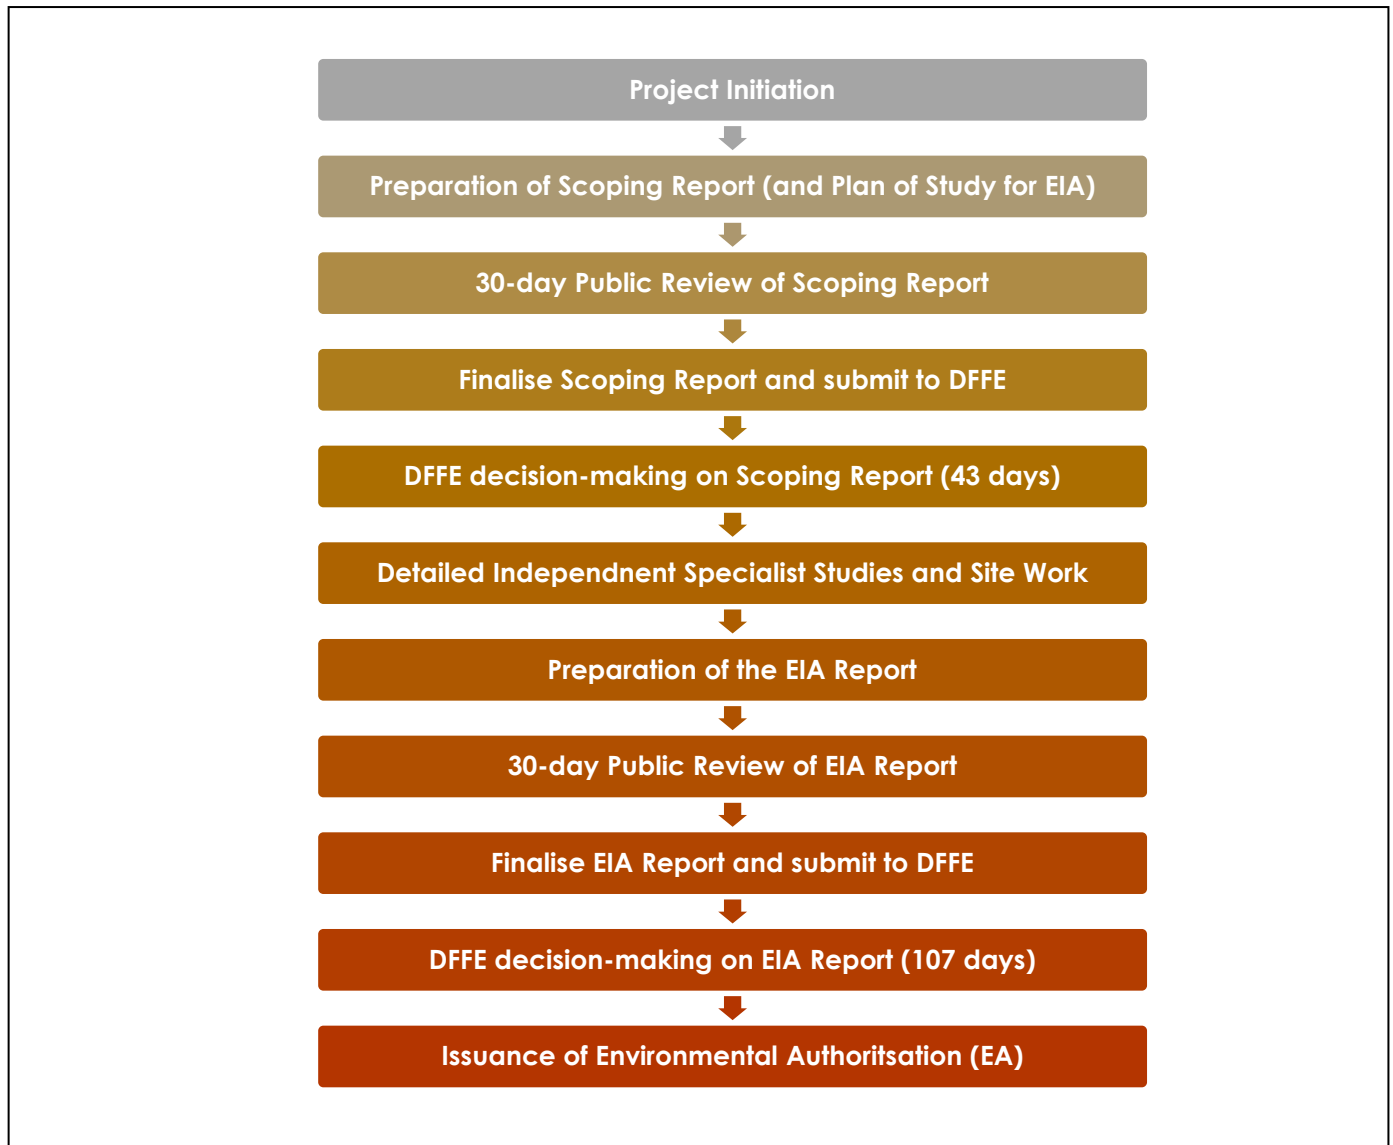 Project Initiation
Preparation of Scoping Report (and Plan of Study for EIA)
30-day Public Review of Scoping Report
Finalise Scoping Report and submit to DFFE
DFFE decision-making on Scoping Report (43 days)
Detailed Independnent Specialist Studies and Site Work
Preparation of the EIA Report
30-day Public Review of EIA Report
Finalise EIA Report and submit to DFFE
DFFE decision-making on EIA Report (107 days)
Issuance of Environmental Authoritsation (EA)